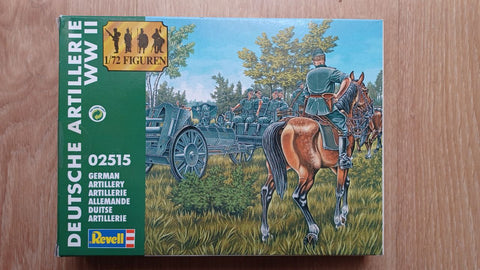 DEUTSCHE ARTILLERIE
WW II
1/72 FIGUREN
02515
GERMAN
ARTILLERY
ARTILLERIE
ALLEMANDE
DUITSE
ARTILLERIE
Revell